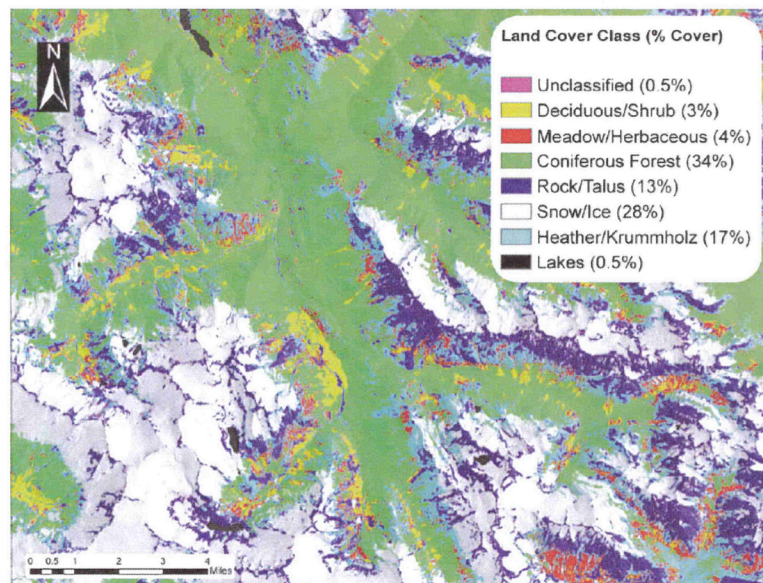 N
Land Cover Class (% Cover)
Unclassified (0.5%)
Deciduous/Shrub (3%)
Meadow/Herbaceous (4%)
Coniferous Forest (34%)
Rock/Talus (13%)
Snow/Ice (28%)
Heather/Krummholz (17%)
Lakes (0.5%)
0 0.5 1 2 3 4
Miles